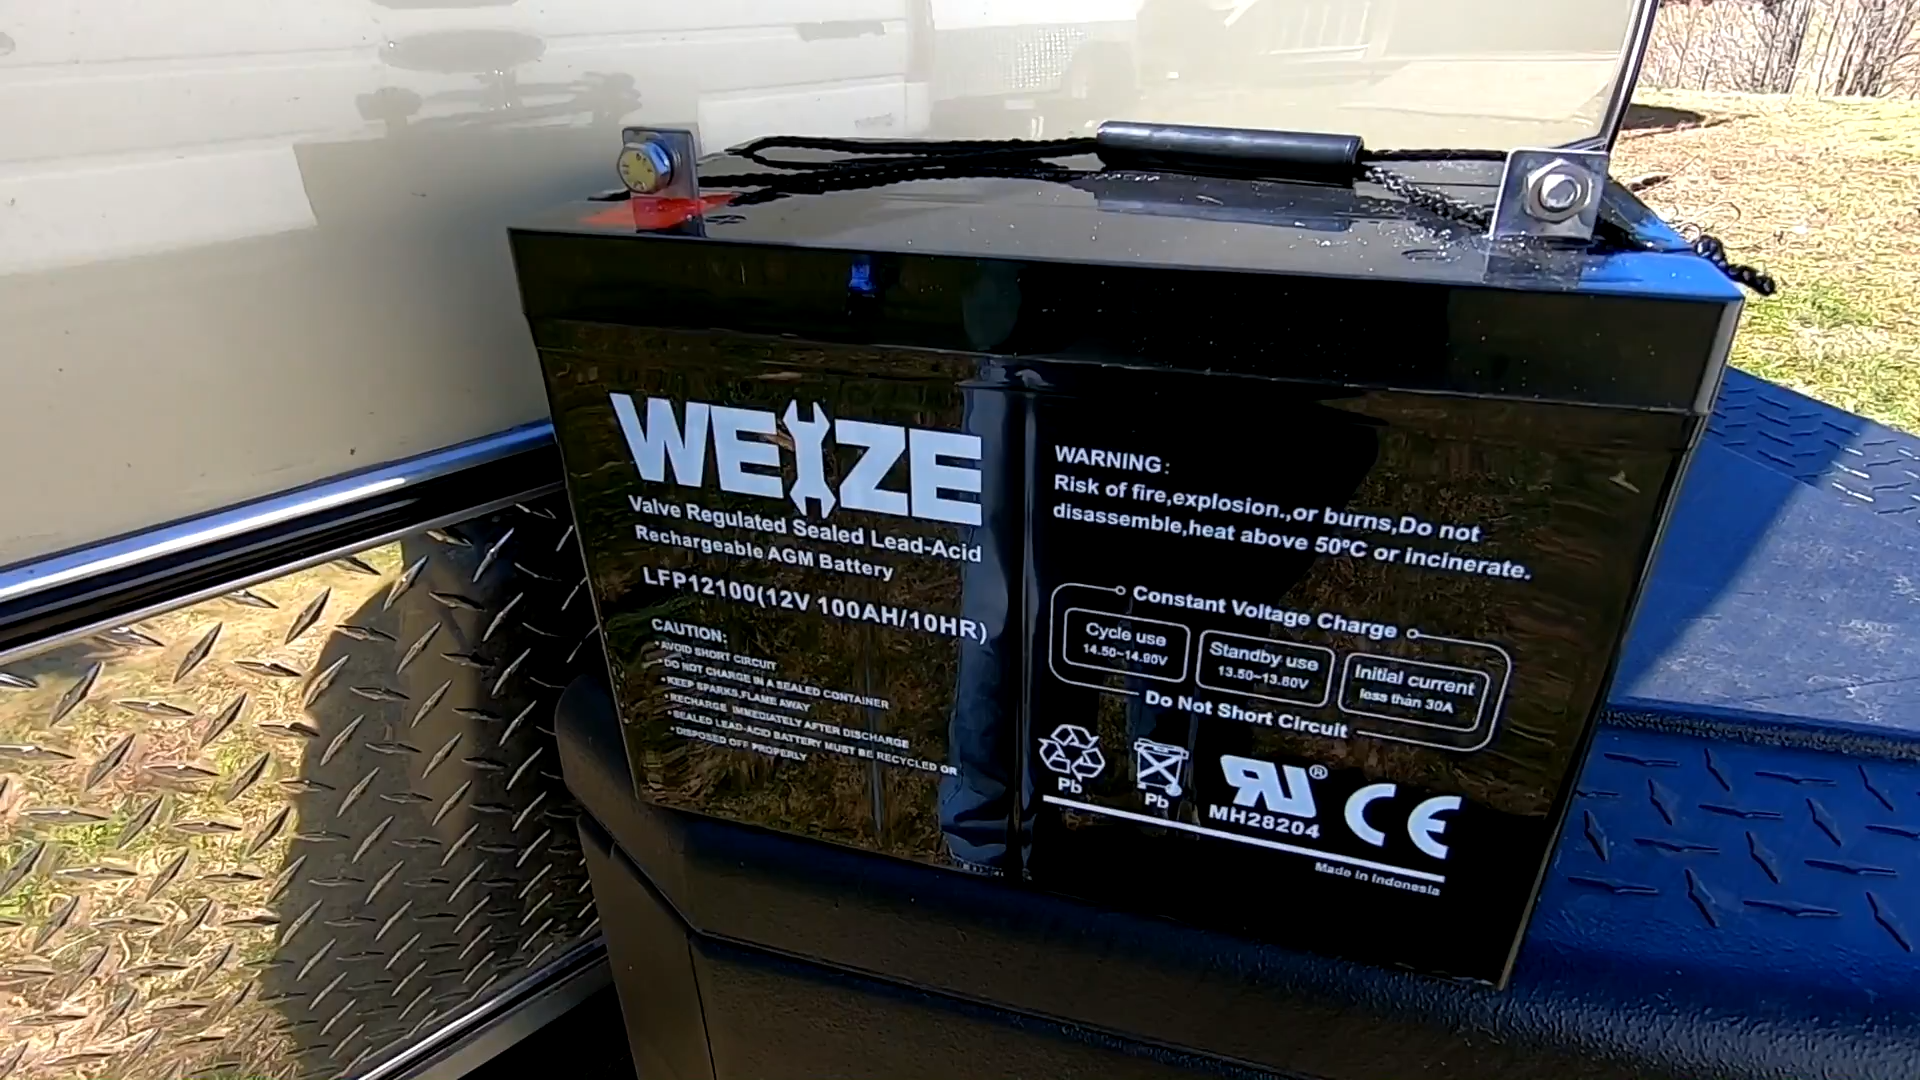 WEIZE
Valve Regulated Sealed Lead-Acid
Rechargeable AGM Battery
LFP12100(12V 100AH/10HR)
CAUTION:
• AVOID SHORT CIRCUIT
• DO NOT CHARGE IN A SEALED CONTAINER
• KEEP SPARKS,FLAME AWAY
• RECHARGE IMMEDIATELY AFTER DISCHARGE
• SEALED LEAD-ACID BATTERY MUST BE RECYCLED OR
• DISPOSED OFF PROPERLY
WARNING:
Risk of fire,explosion.,or burns,Do not
disassemble,heat above 50ºC or incinerate.
Constant Voltage Charge
Cycle use
14.50~14.90V
Standby use
13.50~13.80V
Initial current
less than 30A
Do Not Short Circuit
Pb
Pb
RU®
MH28204
CE
Made in Indonesia